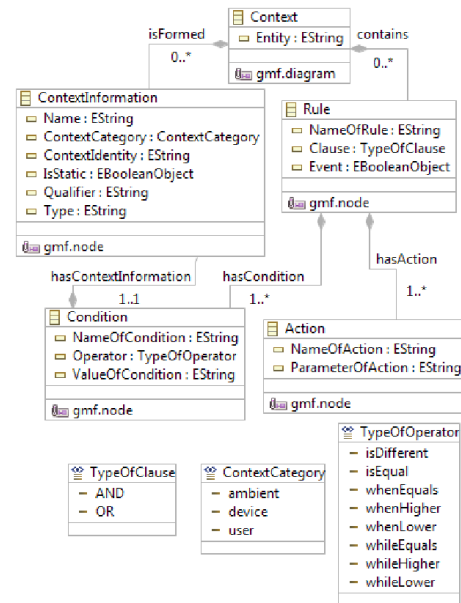 Context
Entity : EString
gmf.diagram
isFormed
0..*
contains
0..*
ContextInformation
Name : EString
ContextCategory : ContextCategory
ContextIdentity : EString
IsStatic : EBooleanObject
Qualifier : EString
Type : EString
gmf.node
Rule
NameOfRule : EString
Clause : TypeOfClause
Event : EBooleanObject
gmf.node
hasContextInformation
1..1
hasCondition
1..*
hasAction
1..*
Condition
NameOfCondition : EString
Operator : TypeOfOperator
ValueOfCondition : EString
gmf.node
Action
NameOfAction : EString
ParameterOfAction : EString
gmf.node
TypeOfClause
AND
OR
ContextCategory
ambient
device
user
TypeOfOperator
isDifferent
isEqual
whenEquals
whenHigher
whenLower
whileEquals
whileHigher
whileLower